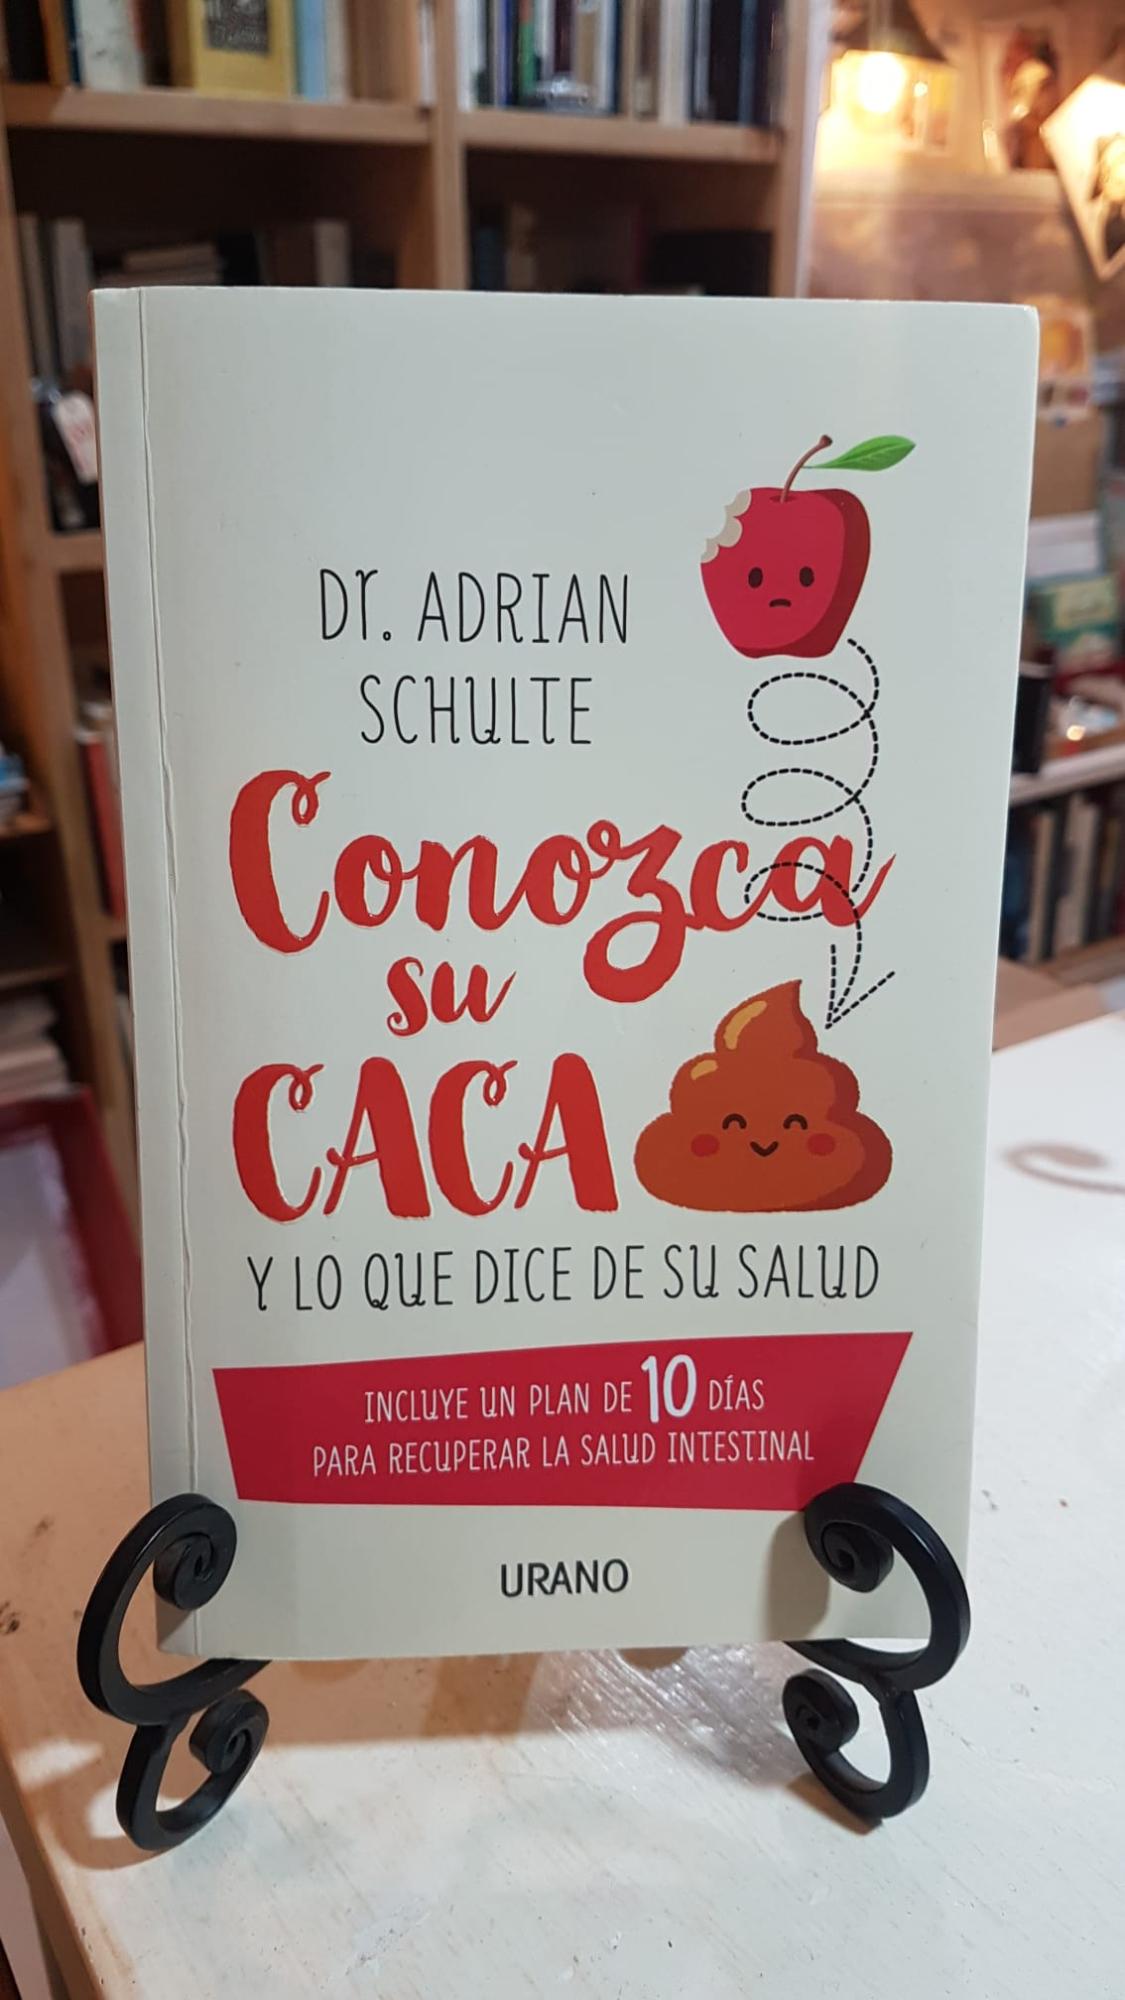 Dr. ADRIAN
SCHULTE
Conozca
su
CACA
Y LO QUE DICE DE SU SALUD
INCLUYE UN PLAN DE 10 DÍAS
PARA RECUPERAR LA SALUD INTESTINAL
URANO